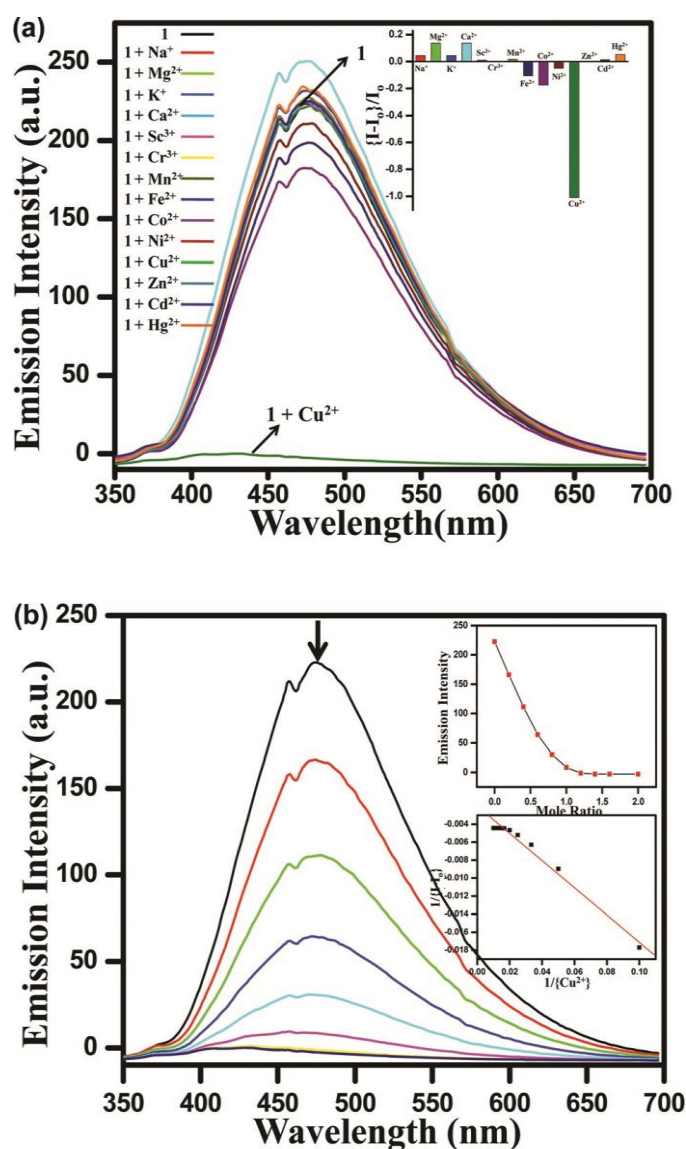 (a)
1
1 + Na⁺
1 + Mg²⁺
1 + K⁺
1 + Ca²⁺
1 + Sc³⁺
1 + Cr³⁺
1 + Mn²⁺
1 + Fe²⁺
1 + Co²⁺
1 + Ni²⁺
1 + Cu²⁺
1 + Zn²⁺
1 + Cd²⁺
1 + Hg²⁺
1
1 + Cu²⁺
Emission Intensity (a.u.)
250
200
150
100
50
0
350 400 450 500 550 600 650 700
Wavelength(nm)
{I-I₀}/I₀
0.2
0.0
-0.2
-0.4
-0.6
-0.8
-1.0
Mg²⁺ Ca²⁺ Sc³⁺ Mn²⁺ Co²⁺ Zn²⁺ Hg²⁺
Na⁺ K⁺ Cr³⁺ Fe²⁺ Ni²⁺ Cd²⁺
Cu²⁺
(b)
Emission Intensity (a.u.)
250
200
150
100
50
0
350 400 450 500 550 600 650 700
Wavelength (nm)
Emission Intensity
250
200
150
100
50
0
0.0 0.5 1.0 1.5 2.0
Mole Ratio
-0.004
-0.006
-0.008
-0.010
-0.012
-0.014
-0.016
-0.018
0.00 0.02 0.04 0.06 0.08 0.10
1/{Cu²⁺}